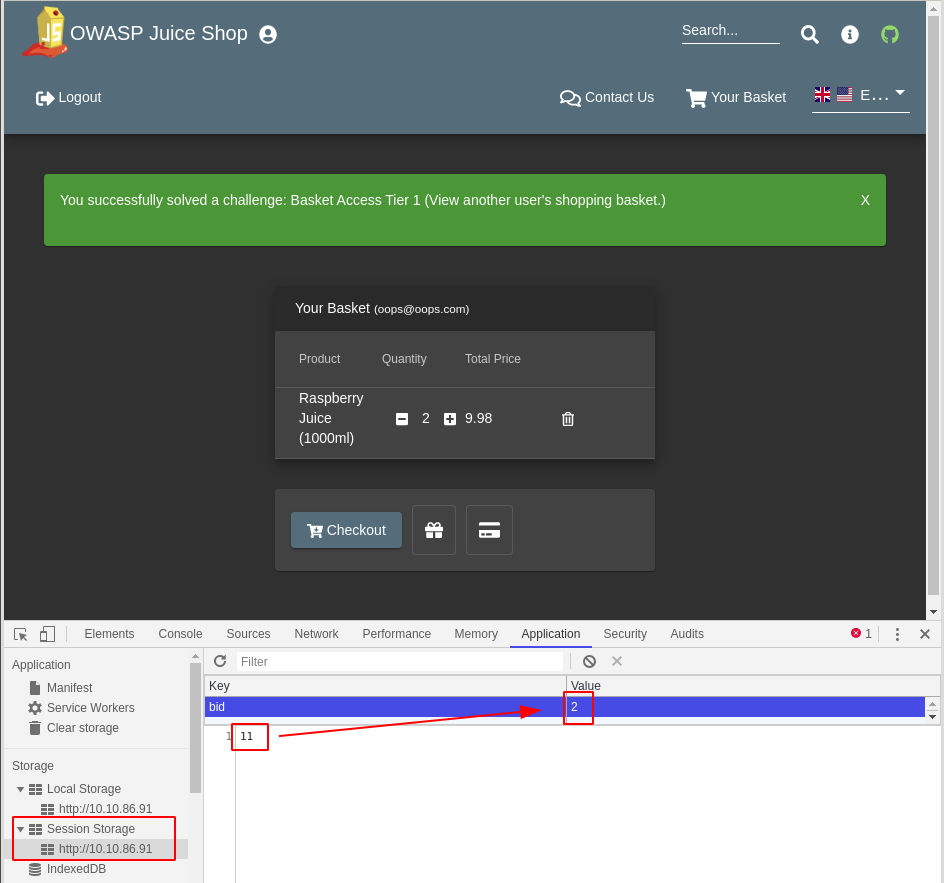 OWASP Juice Shop
Search...
Logout
Contact Us
Your Basket
E...
You successfully solved a challenge: Basket Access Tier 1 (View another user's shopping basket.)
X
Your Basket (oops@oops.com)
Product Quantity Total Price
Raspberry
Juice
(1000ml)
2 9.98
Checkout
Elements Console Sources Network Performance Memory Application Security Audits
1
Application
Manifest
Service Workers
Clear storage
Storage
Local Storage
http://10.10.86.91
Session Storage
http://10.10.86.91
IndexedDB
Filter
Key Value
bid 2
1 11